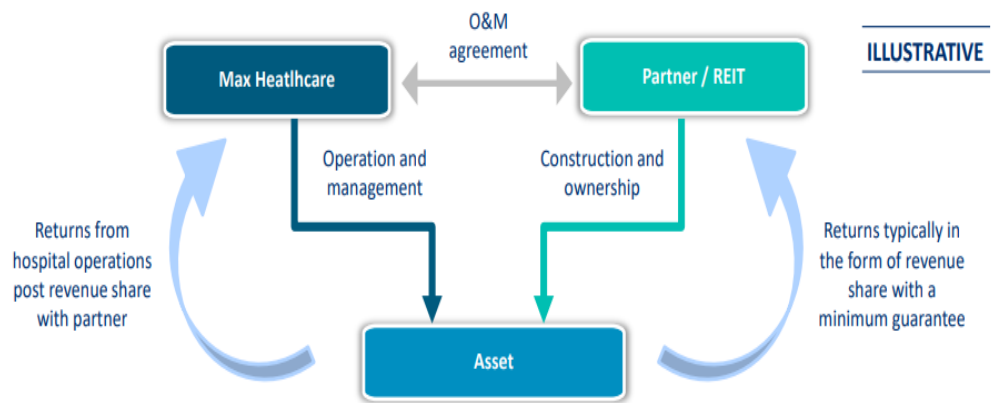 O&M
agreement
ILLUSTRATIVE
Max Heatlhcare
Partner / REIT
Operation and
management
Construction and
ownership
Returns from
hospital operations
post revenue share
with partner
Returns typically in
the form of revenue
share with a
minimum guarantee
Asset